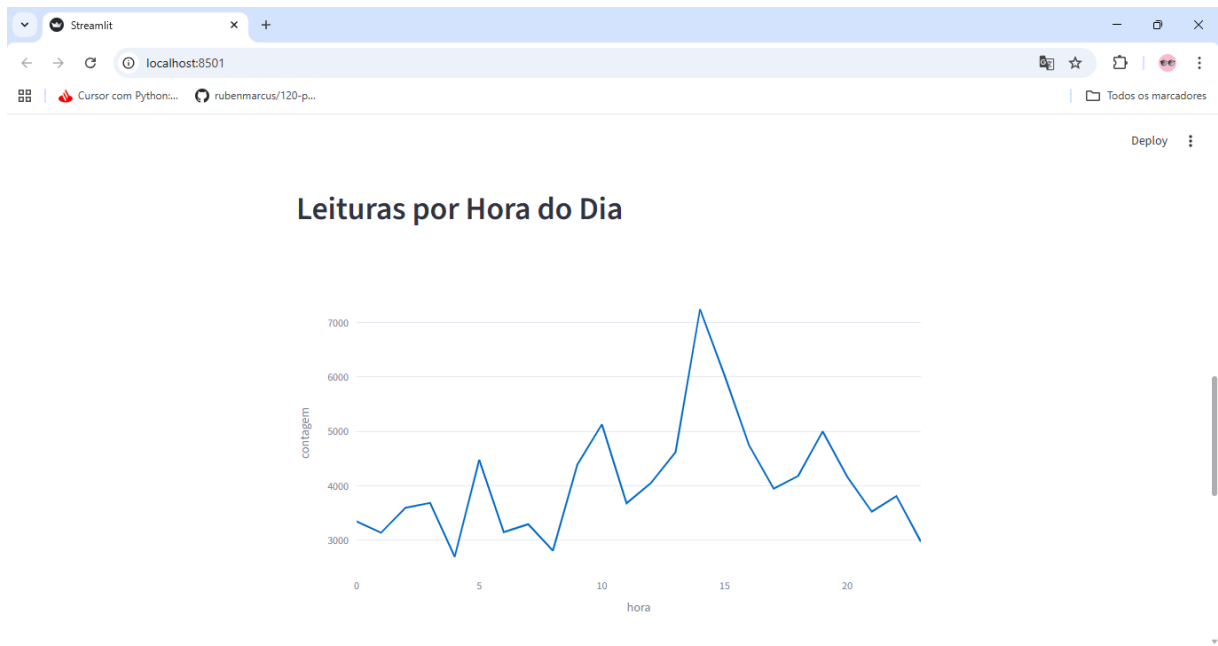 Streamlit
localhost:8501
Cursor com Python:...
rubenmarcus/120-p...
Todos os marcadores
Deploy
Leituras por Hora do Dia
7000
6000
5000
4000
3000
contagem
0 5 10 15 20
hora